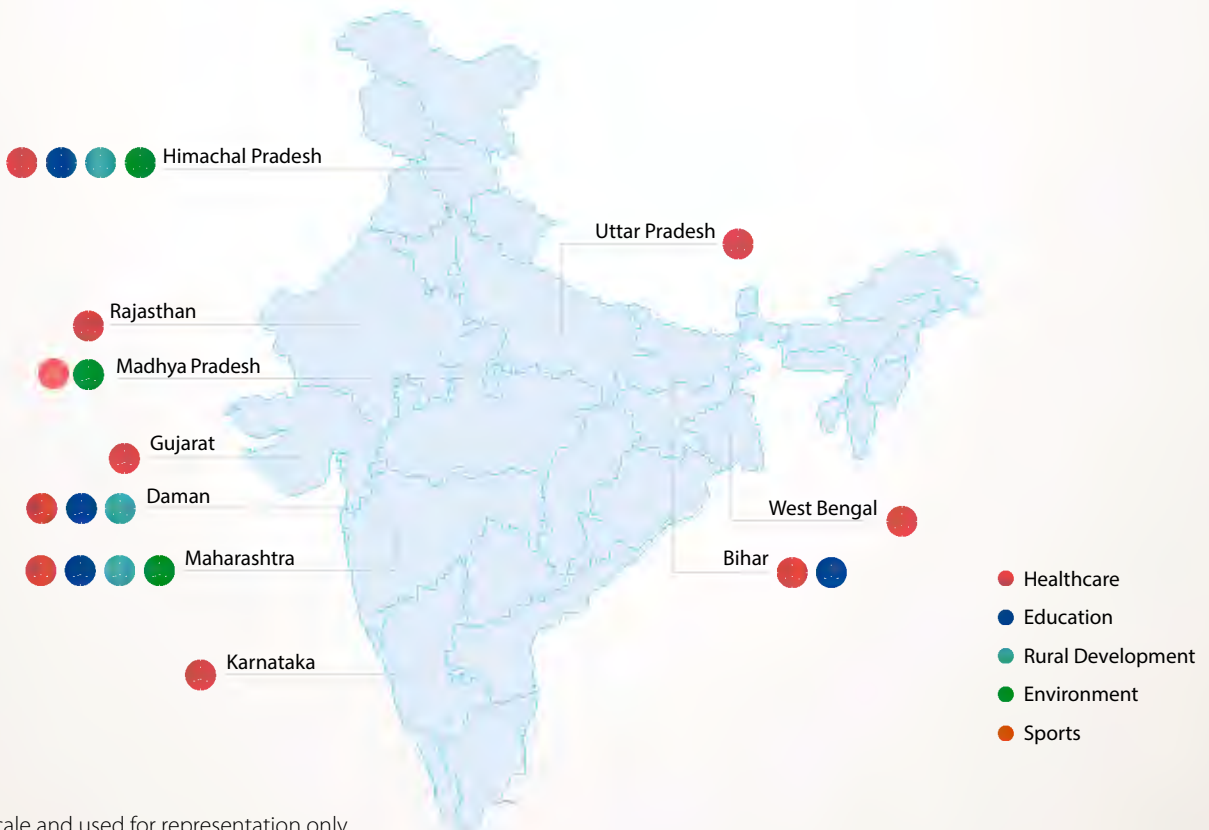 Himachal Pradesh
Uttar Pradesh
Rajasthan
Madhya Pradesh
Gujarat
Daman
West Bengal
Maharashtra
Bihar
Karnataka
Healthcare
Education
Rural Development
Environment
Sports
and used for representation only